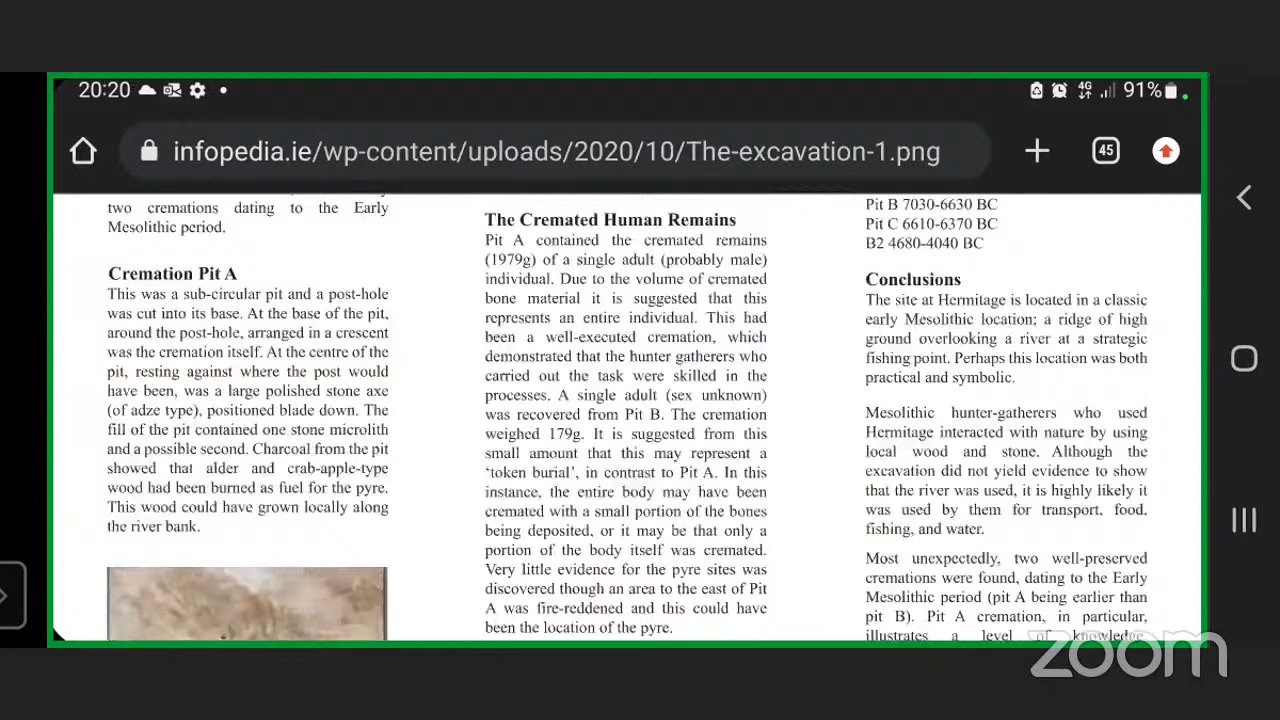 20:20
4G
91%
infopedia.ie/wp-content/uploads/2020/10/The-excavation-1.png
45
two cremations dating to the Early
Mesolithic period.
Cremation Pit A
This was a sub-circular pit and a post-hole
was cut into its base. At the base of the pit,
around the post-hole, arranged in a crescent
was the cremation itself. At the centre of the
pit, resting against where the post would
have been, was a large polished stone axe
(of adze type), positioned blade down. The
fill of the pit contained one stone microlith
and a possible second. Charcoal from the pit
showed that alder and crab-apple-type
wood had been burned as fuel for the pyre.
This wood could have grown locally along
the river bank.
The Cremated Human Remains
Pit A contained the cremated remains
(1979g) of a single adult (probably male)
individual. Due to the volume of cremated
bone material it is suggested that this
represents an entire individual. This had
been a well-executed cremation, which
demonstrated that the hunter gatherers who
carried out the task were skilled in the
processes. A single adult (sex unknown)
was recovered from Pit B. The cremation
weighed 179g. It is suggested from this
small amount that this may represent a
‘token burial’, in contrast to Pit A. In this
instance, the entire body may have been
cremated with a small portion of the bones
being deposited, or it may be that only a
portion of the body itself was cremated.
Very little evidence for the pyre sites was
discovered though an area to the east of Pit
A was fire-reddened and this could have
been the location of the pyre.
Pit B 7030-6630 BC
Pit C 6610-6370 BC
B2 4680-4040 BC
Conclusions
The site at Hermitage is located in a classic
early Mesolithic location; a ridge of high
ground overlooking a river at a strategic
fishing point. Perhaps this location was both
practical and symbolic.
Mesolithic hunter-gatherers who used
Hermitage interacted with nature by using
local wood and stone. Although the
excavation did not yield evidence to show
that the river was used, it is highly likely it
was used by them for transport, food,
fishing, and water.
Most unexpectedly, two well-preserved
cremations were found, dating to the Early
Mesolithic period (pit A being earlier than
pit B). Pit A cremation, in particular,
illustrates a level of knowledge,
zoom